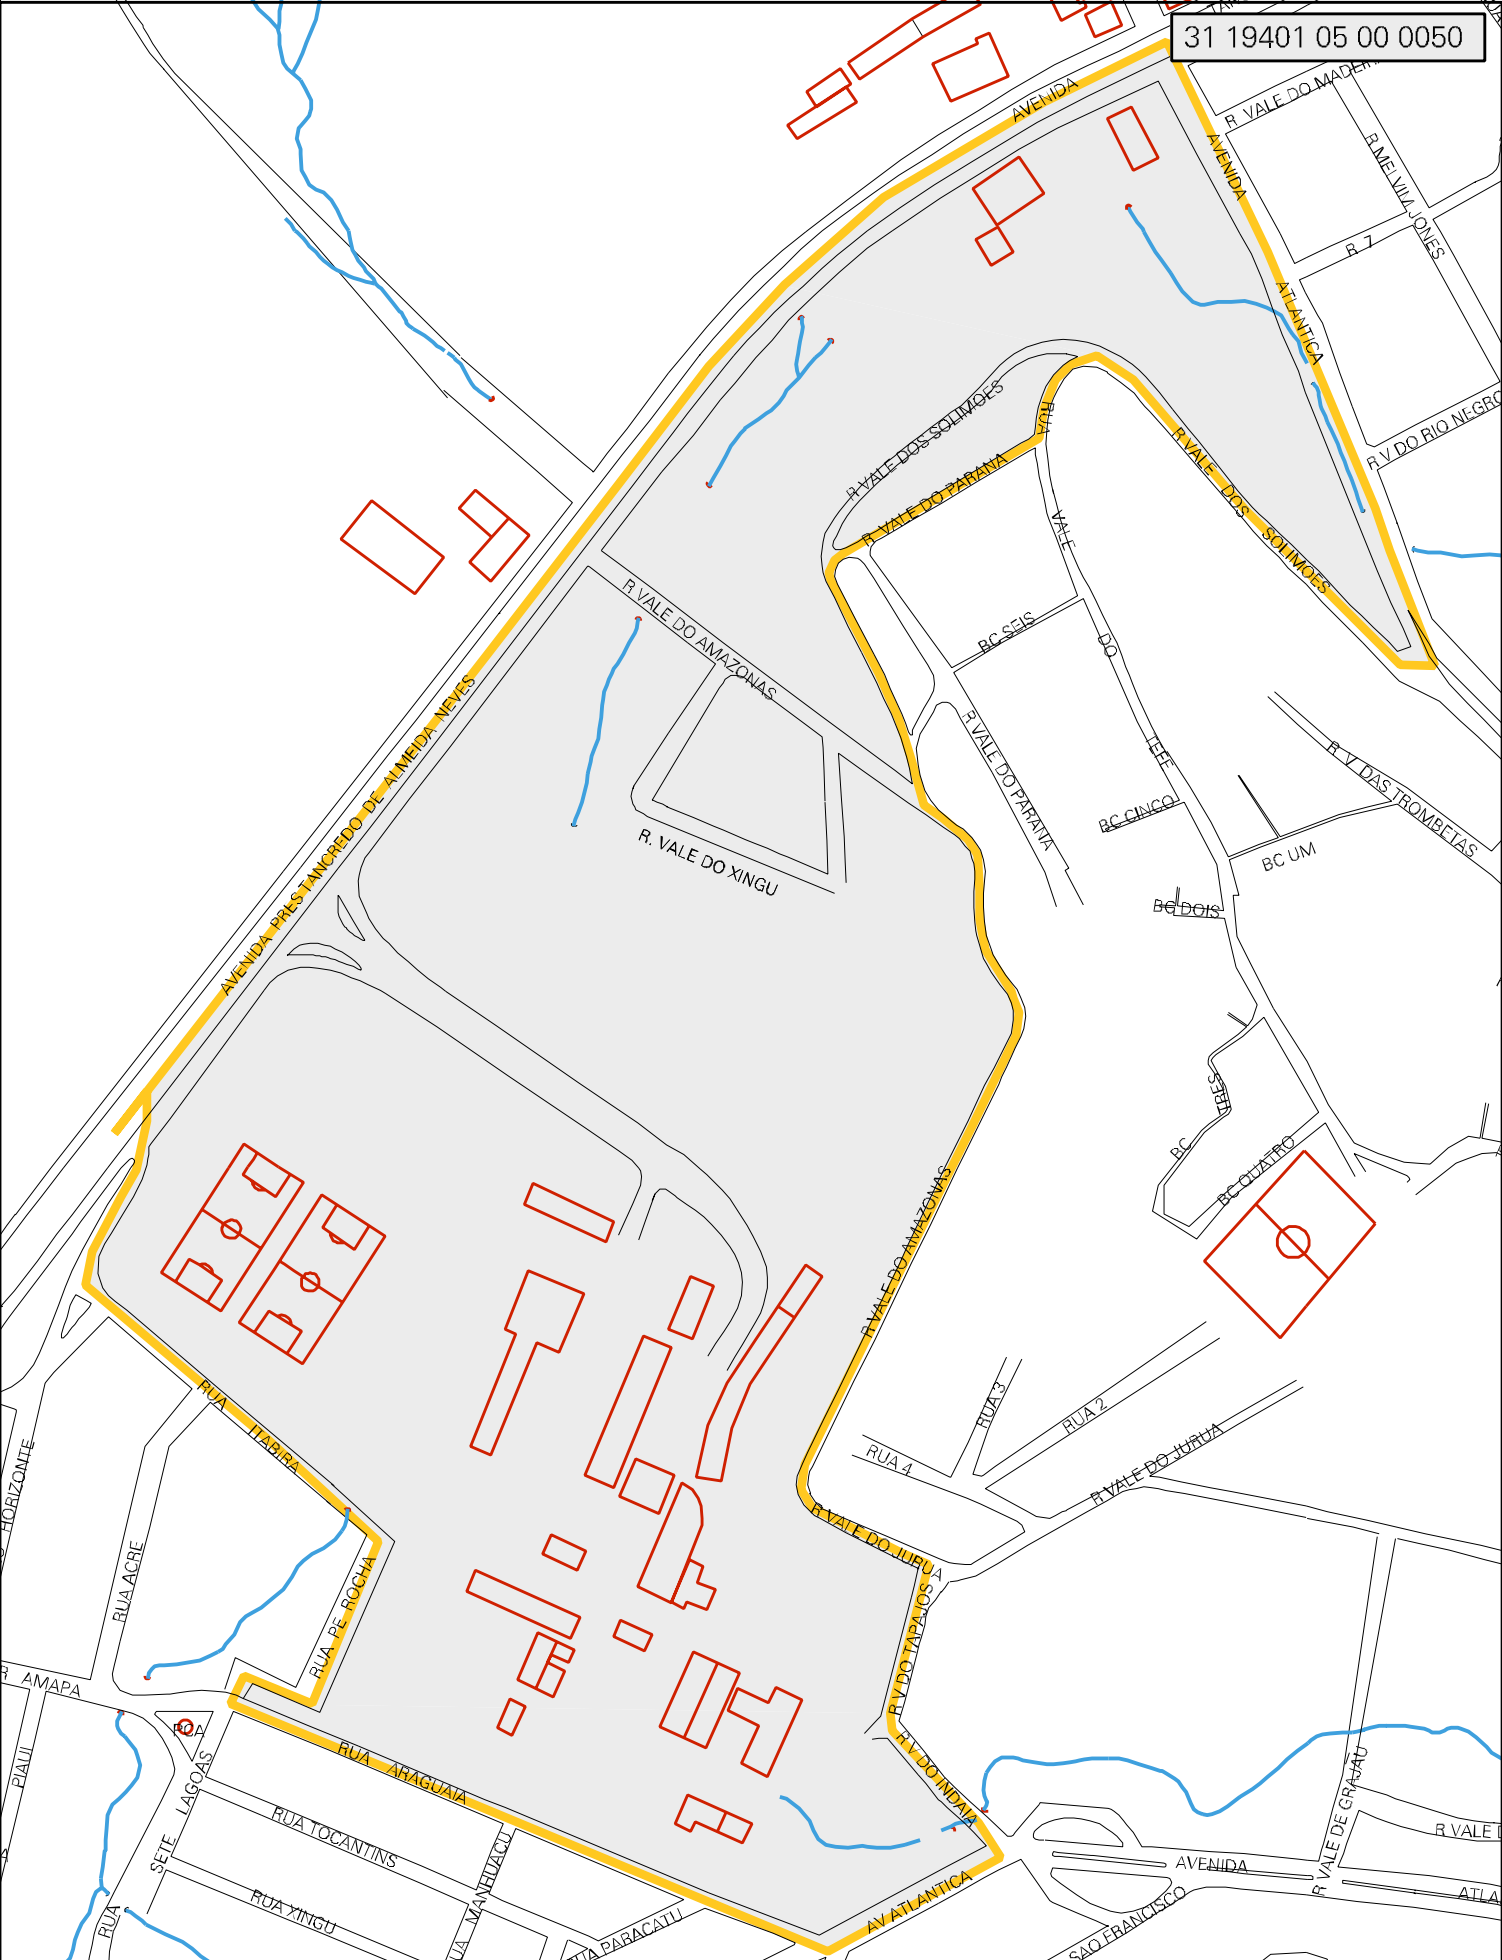 31 19401 05 00 0050
AVENIDA
R VALE DO MADEIRA
AVENIDA
R MELVIM JONES
R 7
ATLANTICA
R VALE DOS SOLIMOES
RUA
R V DO RIO NEGRO
R VALE DO PARANA
R VALE DOS SOLIMOES
VALE
R VALE DO AMAZONAS
BC SEIS
DO
AVENIDA PRES TANCREDO DE ALMEIDA NEVES
R VALE DO PARANA
TEFE
R V DAS TROMBETAS
BC CINCO
R. VALE DO XINGU
BC UM
BC DOIS
TRES
BC
BC QUATRO
R VALE DO AMAZONAS
RUA ITABIRA
RUA 3
RUA 2
RUA 4
R VALE DO JURUA
HORIZONTE
R VALE DO JURUA
RUA ACRE
RUA PE ROCHA
R V DO TAPAJOS
R AMAPA
PCA
R V DO INDAIA
PIAUI
RUA ARAGUAIA
SETE LAGOAS
RUA TOCANTINS
R VALE DE GRAJAU
R VALE D
AVENIDA
RUA MANHUACU
RUA XINGU
AV ATLANTICA
ATLA
RUA
RUA PARACATU
SAO FRANCISCO